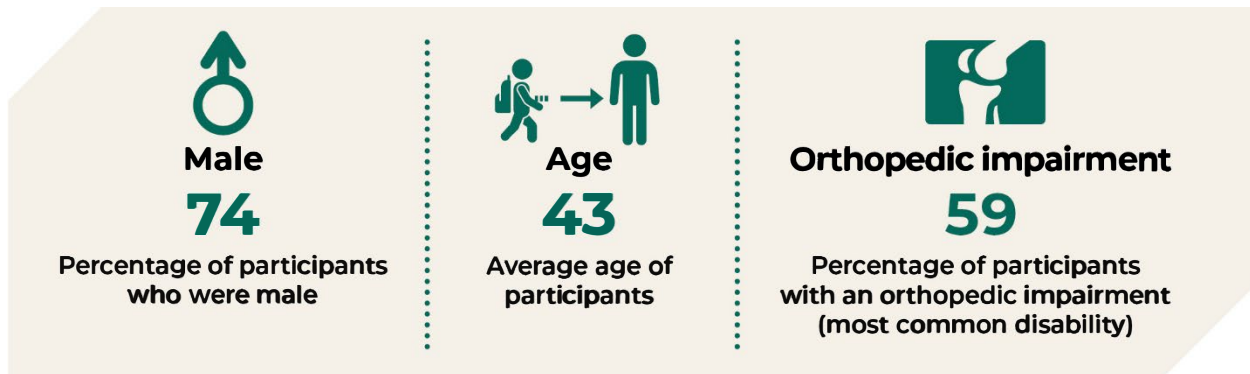 Male
74
Percentage of participants
who were male
Age
43
Average age of
participants
Orthopedic impairment
59
Percentage of participants
with an orthopedic impairment
(most common disability)